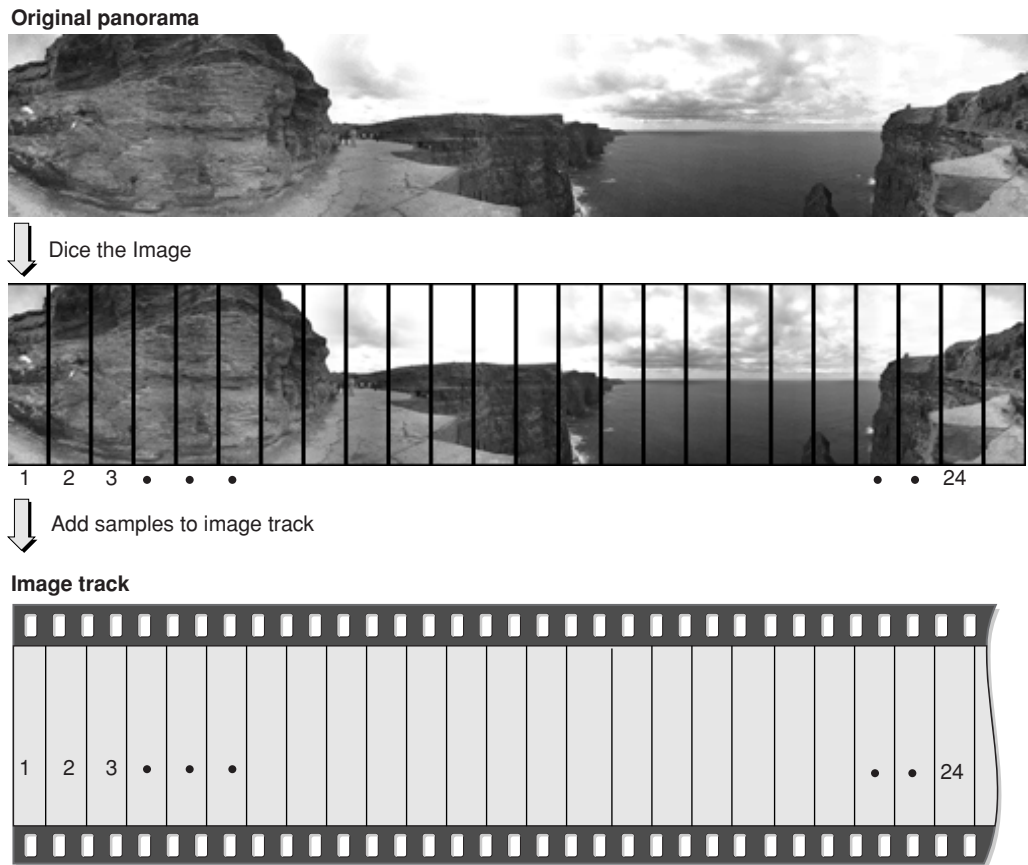 Original panorama
Dice the Image
1 2 3 • • • • • 24
Add samples to image track
Image track
1 2 3 • • • • • 24